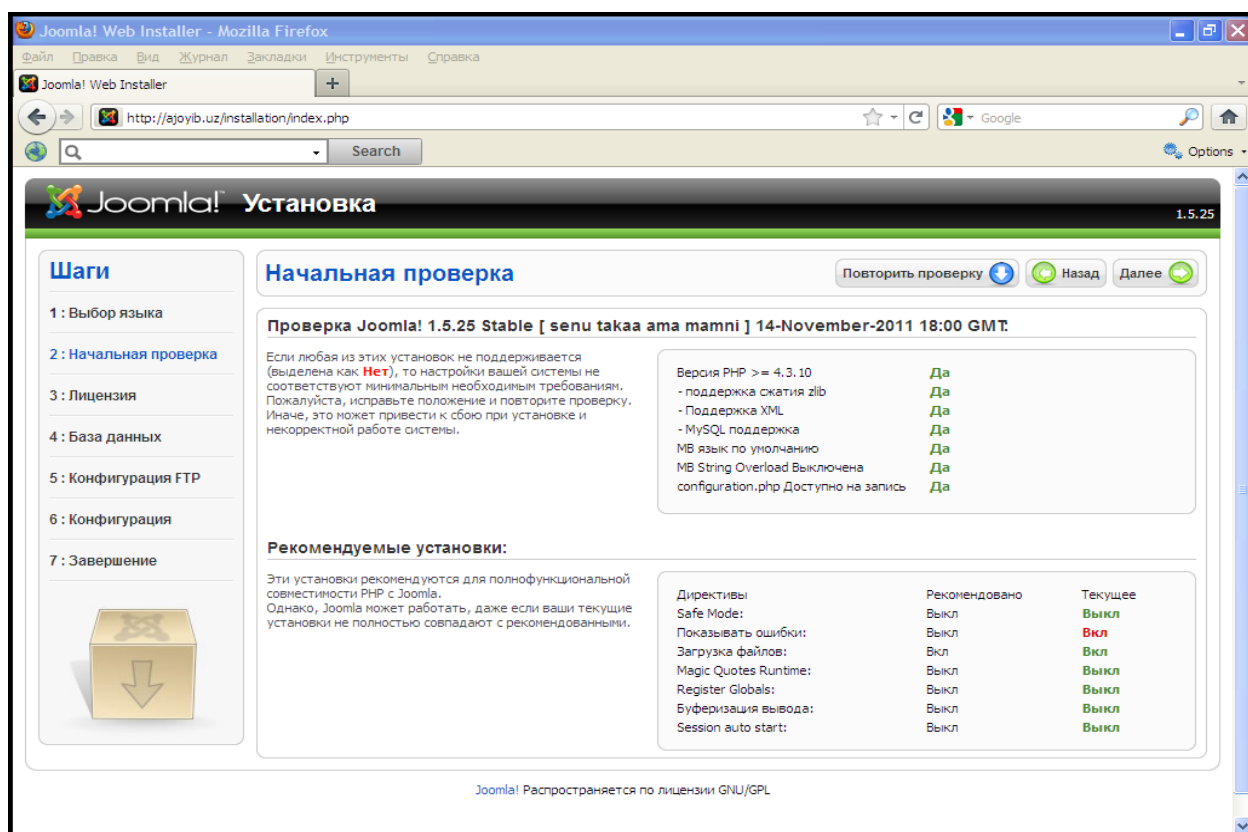 Joomla! Web Installer - Mozilla Firefox
Файл Правка Вид Журнал Закладки Инструменты Справка
Joomla! Web Installer
http://ajoyib.uz/installation/index.php
Google
Search
Options
Joomla! Установка
1.5.25
Шаги
1 : Выбор языка
2 : Начальная проверка
3 : Лицензия
4 : База данных
5 : Конфигурация FTP
6 : Конфигурация
7 : Завершение
Начальная проверка
Повторить проверку Назад Далее
Проверка Joomla! 1.5.25 Stable [ senu takaa ama mamni ] 14-November-2011 18:00 GMT:
Если любая из этих установок не поддерживается
(выделена как Нет), то настройки вашей системы не
соответствуют минимальным необходимым требованиям.
Пожалуйста, исправьте положение и повторите проверку.
Иначе, это может привести к сбою при установке и
некорректной работе системы.
Версия PHP >= 4.3.10 Да
- поддержка сжатия zlib Да
- Поддержка XML Да
- MySQL поддержка Да
MB язык по умолчанию Да
MB String Overload Выключена Да
configuration.php Доступно на запись Да
Рекомендуемые установки:
Эти установки рекомендуются для полнофункциональной
совместимости PHP с Joomla.
Однако, Joomla может работать, даже если ваши текущие
установки не полностью совпадают с рекомендованными.
Директивы Рекомендовано Текущее
Safe Mode: Выкл Выкл
Показывать ошибки: Выкл Вкл
Загрузка файлов: Вкл Вкл
Magic Quotes Runtime: Выкл Выкл
Register Globals: Выкл Выкл
Буферизация вывода: Выкл Выкл
Session auto start: Выкл Выкл
Joomla! Распространяется по лицензии GNU/GPL